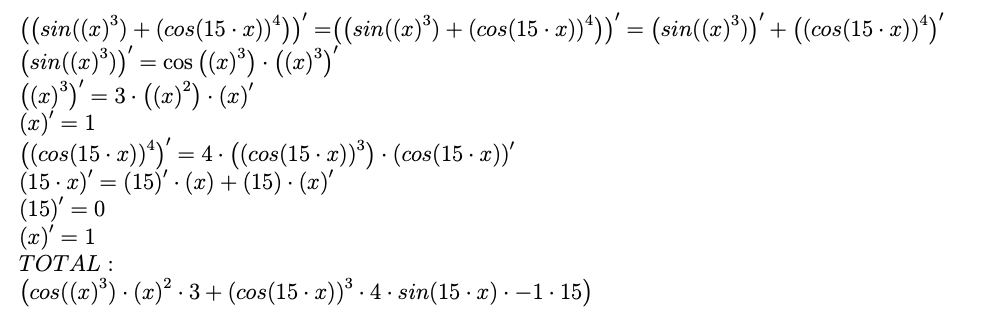 ((sin((x)³) + (cos(15 · x))⁴))′ =((sin((x)³) + (cos(15 · x))⁴))′ = (sin((x)³))′ + ((cos(15 · x))⁴)′
(sin((x)³))′ = cos ((x)³) · ((x)³)′
((x)³)′ = 3 · ((x)²) · (x)′
(x)′ = 1
((cos(15 · x))⁴)′ = 4 · ((cos(15 · x))³) · (cos(15 · x))′
(15 · x)′ = (15)′ · (x) + (15) · (x)′
(15)′ = 0
(x)′ = 1
TOTAL :
(cos((x)³) · (x)² · 3 + (cos(15 · x))³ · 4 · sin(15 · x) · −1 · 15)